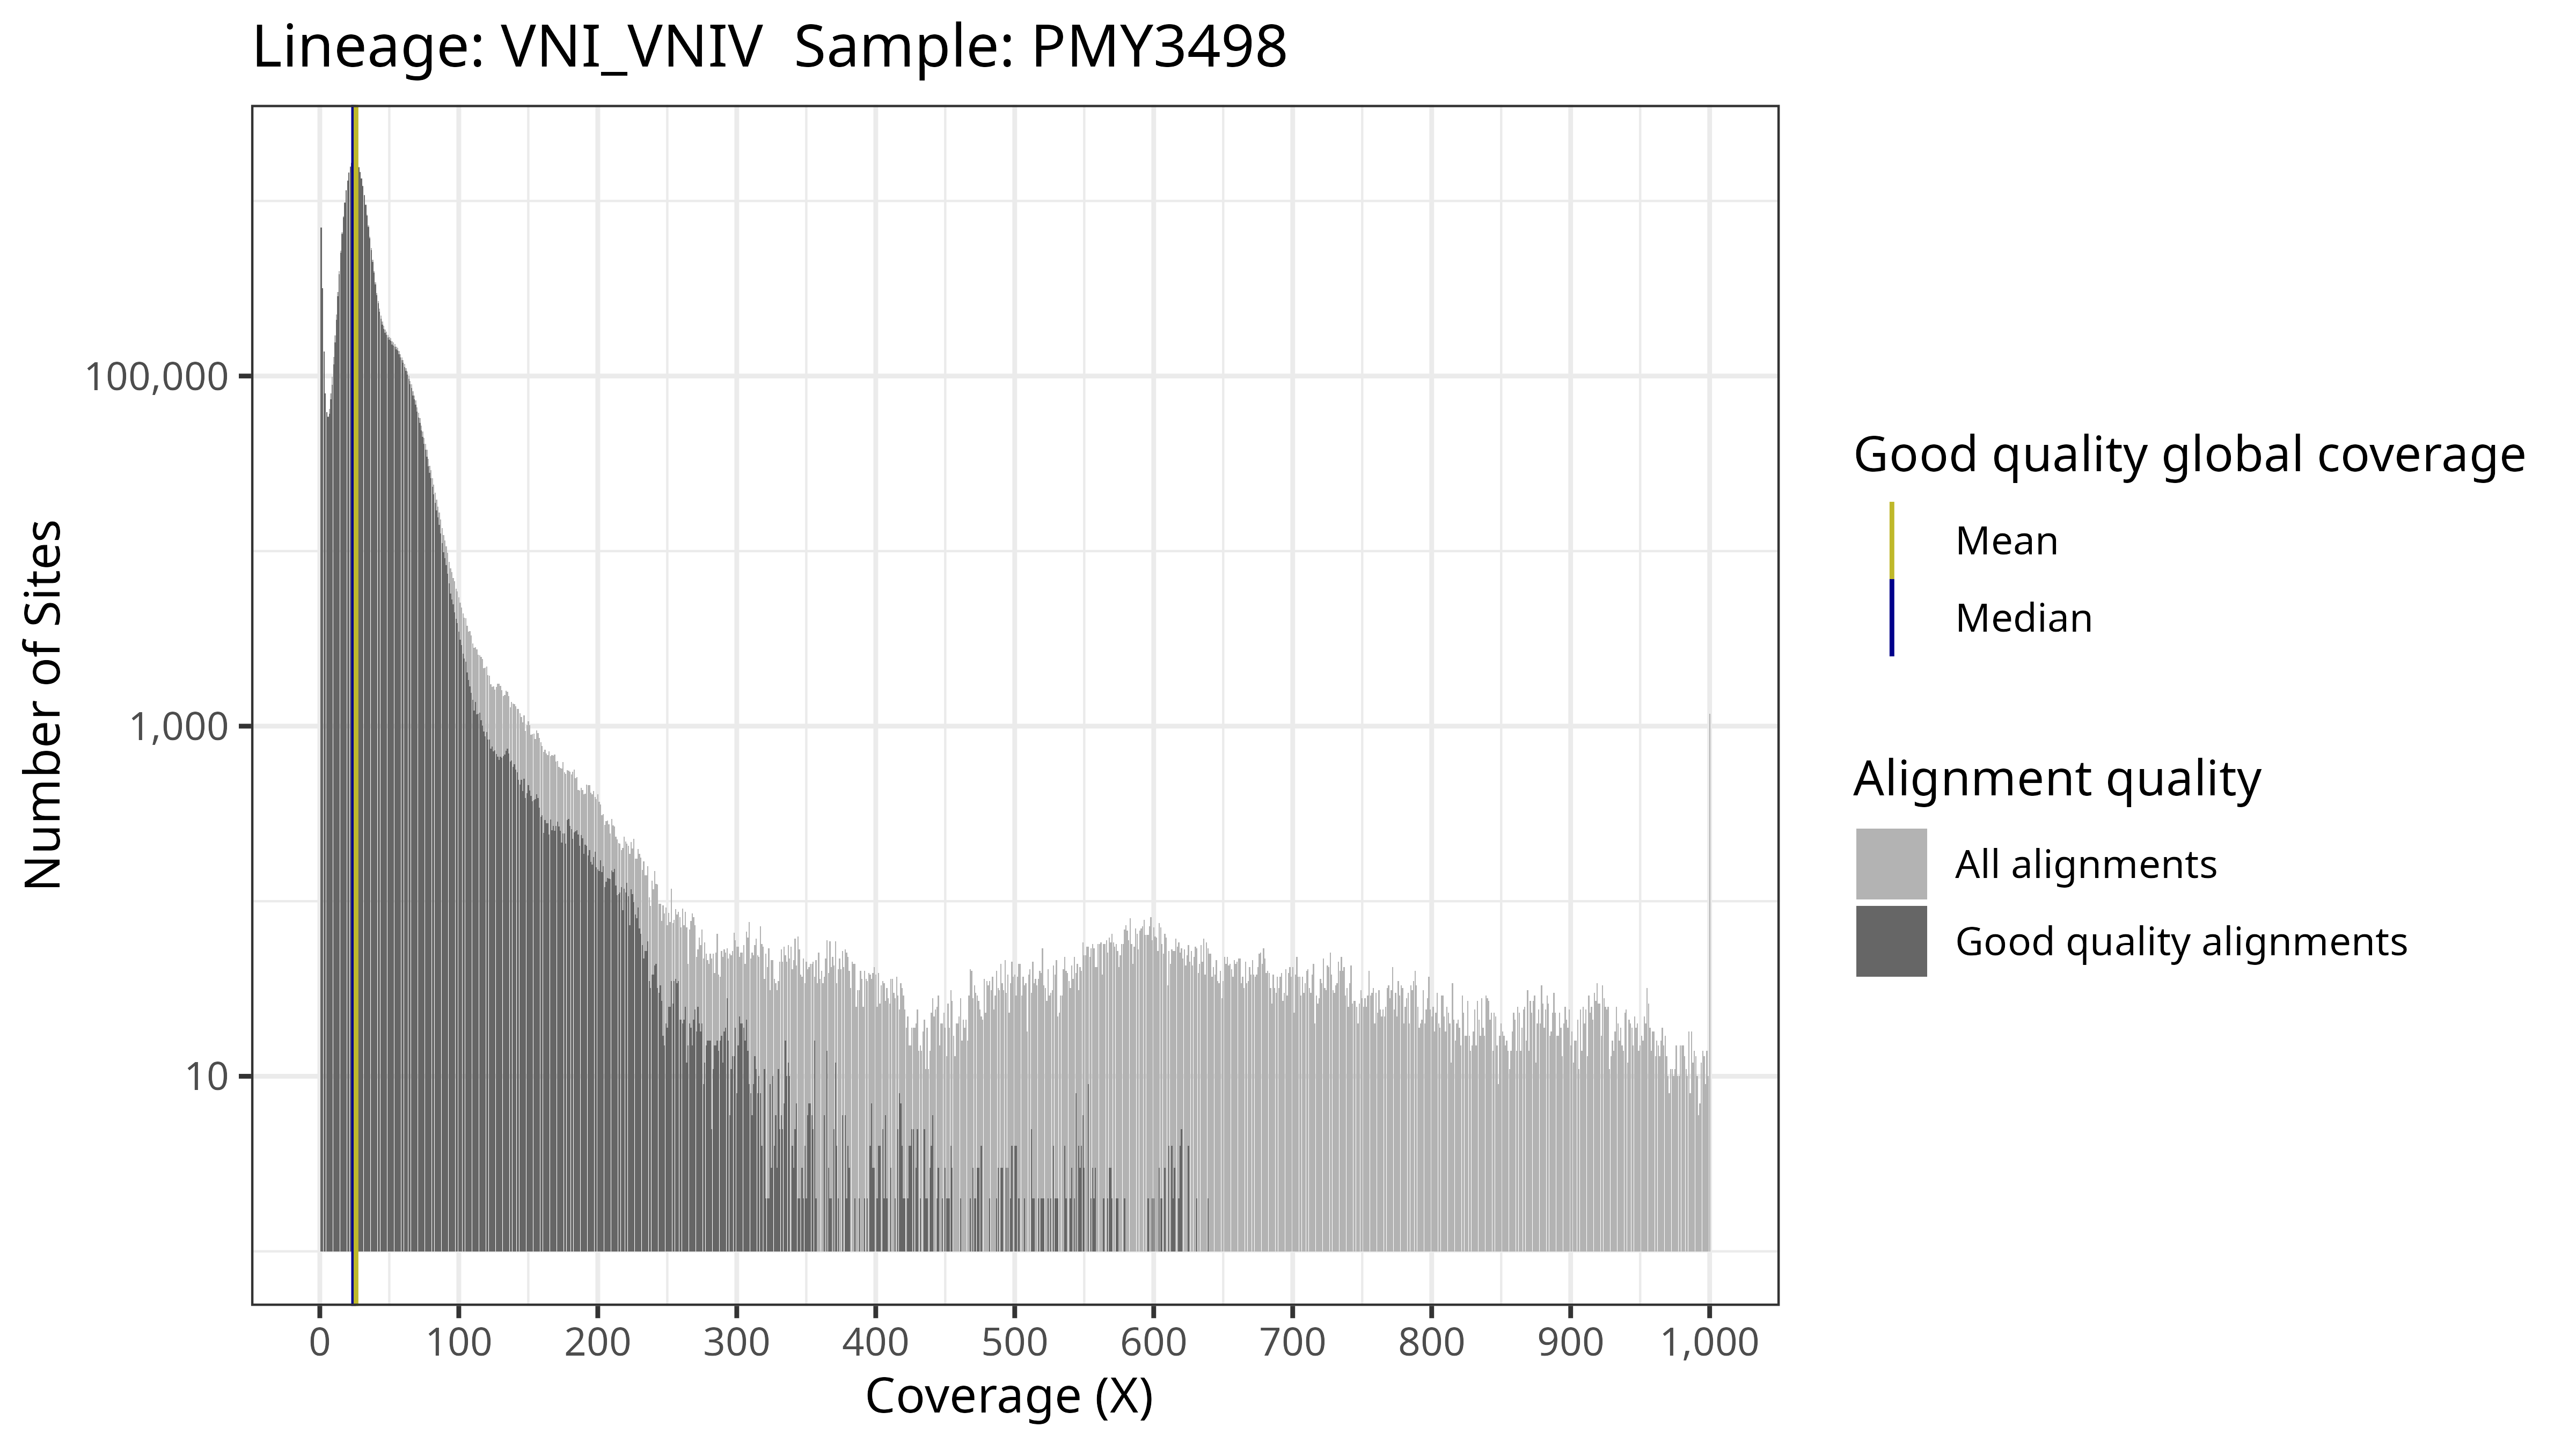 Lineage: VNI_VNIV  Sample: PMY3498
Number of Sites
100,000
1,000
10
0 100 200 300 400 500 600 700 800 900 1,000
Coverage (X)
Good quality global coverage
Mean
Median
Alignment quality
All alignments
Good quality alignments